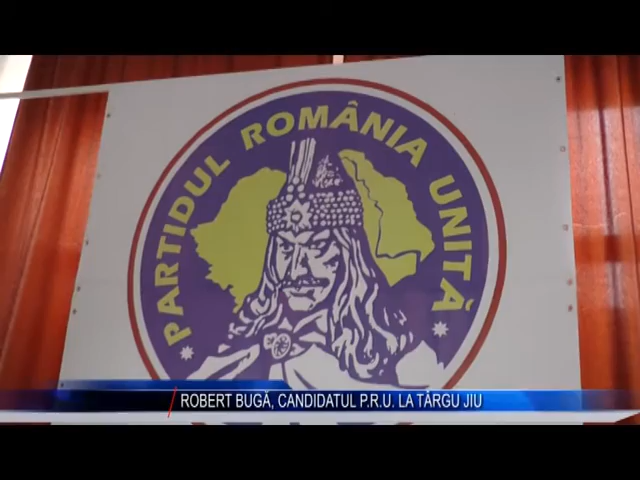 PARTIDUL ROMÂNIA UNITĂ
ROBERT BUGĂ, CANDIDATUL P.R.U. LA TÂRGU JIU